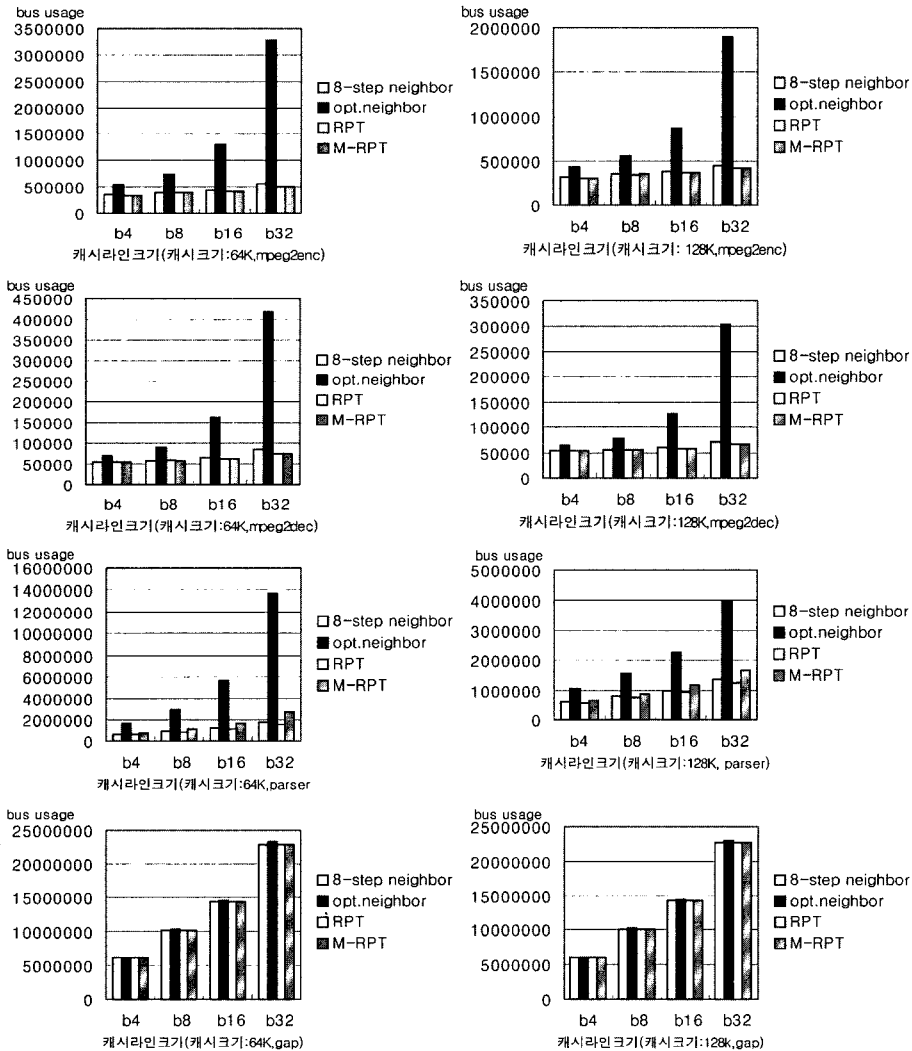 bus usage
3500000
3000000
2500000
2000000
1500000
1000000
500000
0
b4 b8 b16 b32
캐시라인크기(캐시크기:64K,mpeg2enc)
8-step neighbor
opt.neighbor
RPT
M-RPT
bus usage
2000000
1500000
1000000
500000
0
b4 b8 b16 b32
캐시라인크기(캐시크기: 128K,mpeg2enc)
8-step neighbor
opt.neighbor
RPT
M-RPT
bus usage
450000
400000
350000
300000
250000
200000
150000
100000
50000
0
b4 b8 b16 b32
캐시라인크기(캐시크기:64K,mpeg2dec)
8-step neighbor
opt.neighbor
RPT
M-RPT
bus usage
350000
300000
250000
200000
150000
100000
50000
0
b4 b8 b16 b32
캐시라인크기(캐시크기:128K,mpeg2dec)
8-step neighbor
opt.neighbor
RPT
M-RPT
bus usage
16000000
14000000
12000000
10000000
8000000
6000000
4000000
2000000
0
b4 b8 b16 b32
캐시라인크기(캐시크기:64K,parser
8-step neighbor
opt.neighbor
RPT
M-RPT
bus usage
5000000
4000000
3000000
2000000
1000000
0
b4 b8 b16 b32
캐시라인크기(캐시크기:128K, parser)
8-step neighbor
opt.neighbor
RPT
M-RPT
bus usage
25000000
20000000
15000000
10000000
5000000
0
b4 b8 b16 b32
캐시라인크기(캐시크기:64K,gap)
8-step neighbor
opt.neighbor
RPT
M-RPT
bus usage
25000000
20000000
15000000
10000000
5000000
0
b4 b8 b16 b32
캐시라인크기(캐시크기:128k,gap)
8-step neighbor
opt.neighbor
RPT
M-RPT